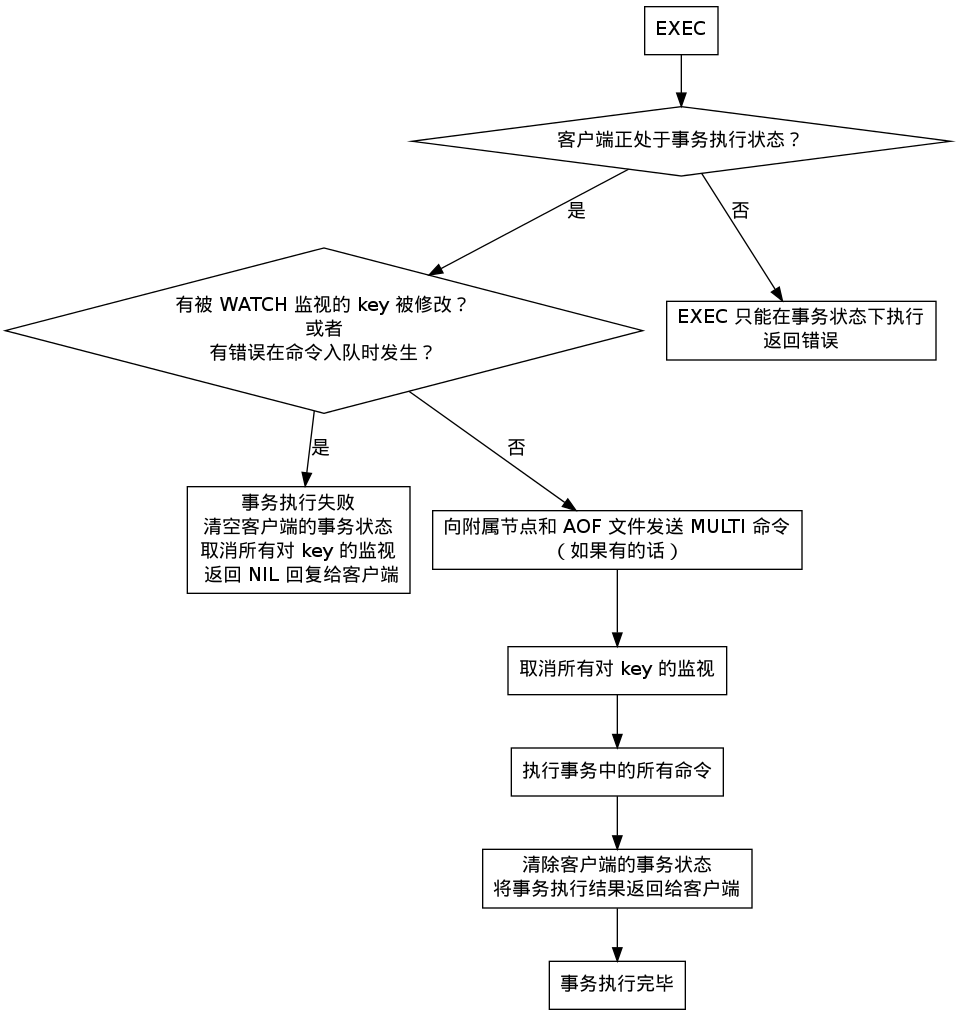 EXEC
客户端正处于事务执行状态？
是
否
有被 WATCH 监视的 key 被修改？
或者
有错误在命令入队时发生？
EXEC 只能在事务状态下执行
返回错误
是
否
事务执行失败
清空客户端的事务状态
取消所有对 key 的监视
返回 NIL 回复给客户端
向附属节点和 AOF 文件发送 MULTI 命令
（如果有的话）
取消所有对 key 的监视
执行事务中的所有命令
清除客户端的事务状态
将事务执行结果返回给客户端
事务执行完毕